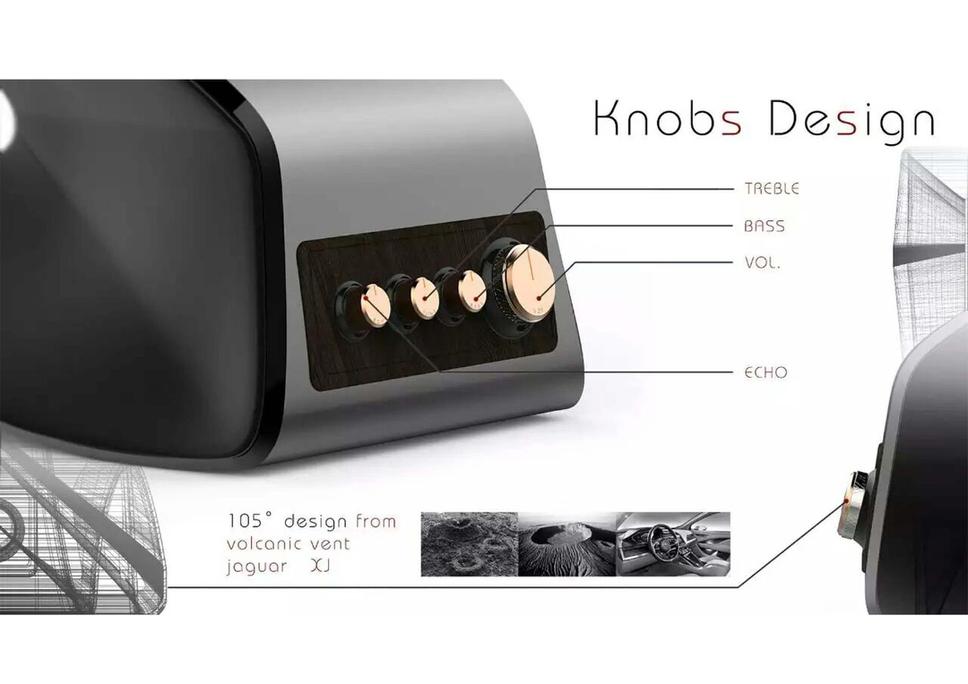 Knobs Design
TREBLE
BASS
VOL.
ECHO
105° design from
volcanic vent
jaguar XJ